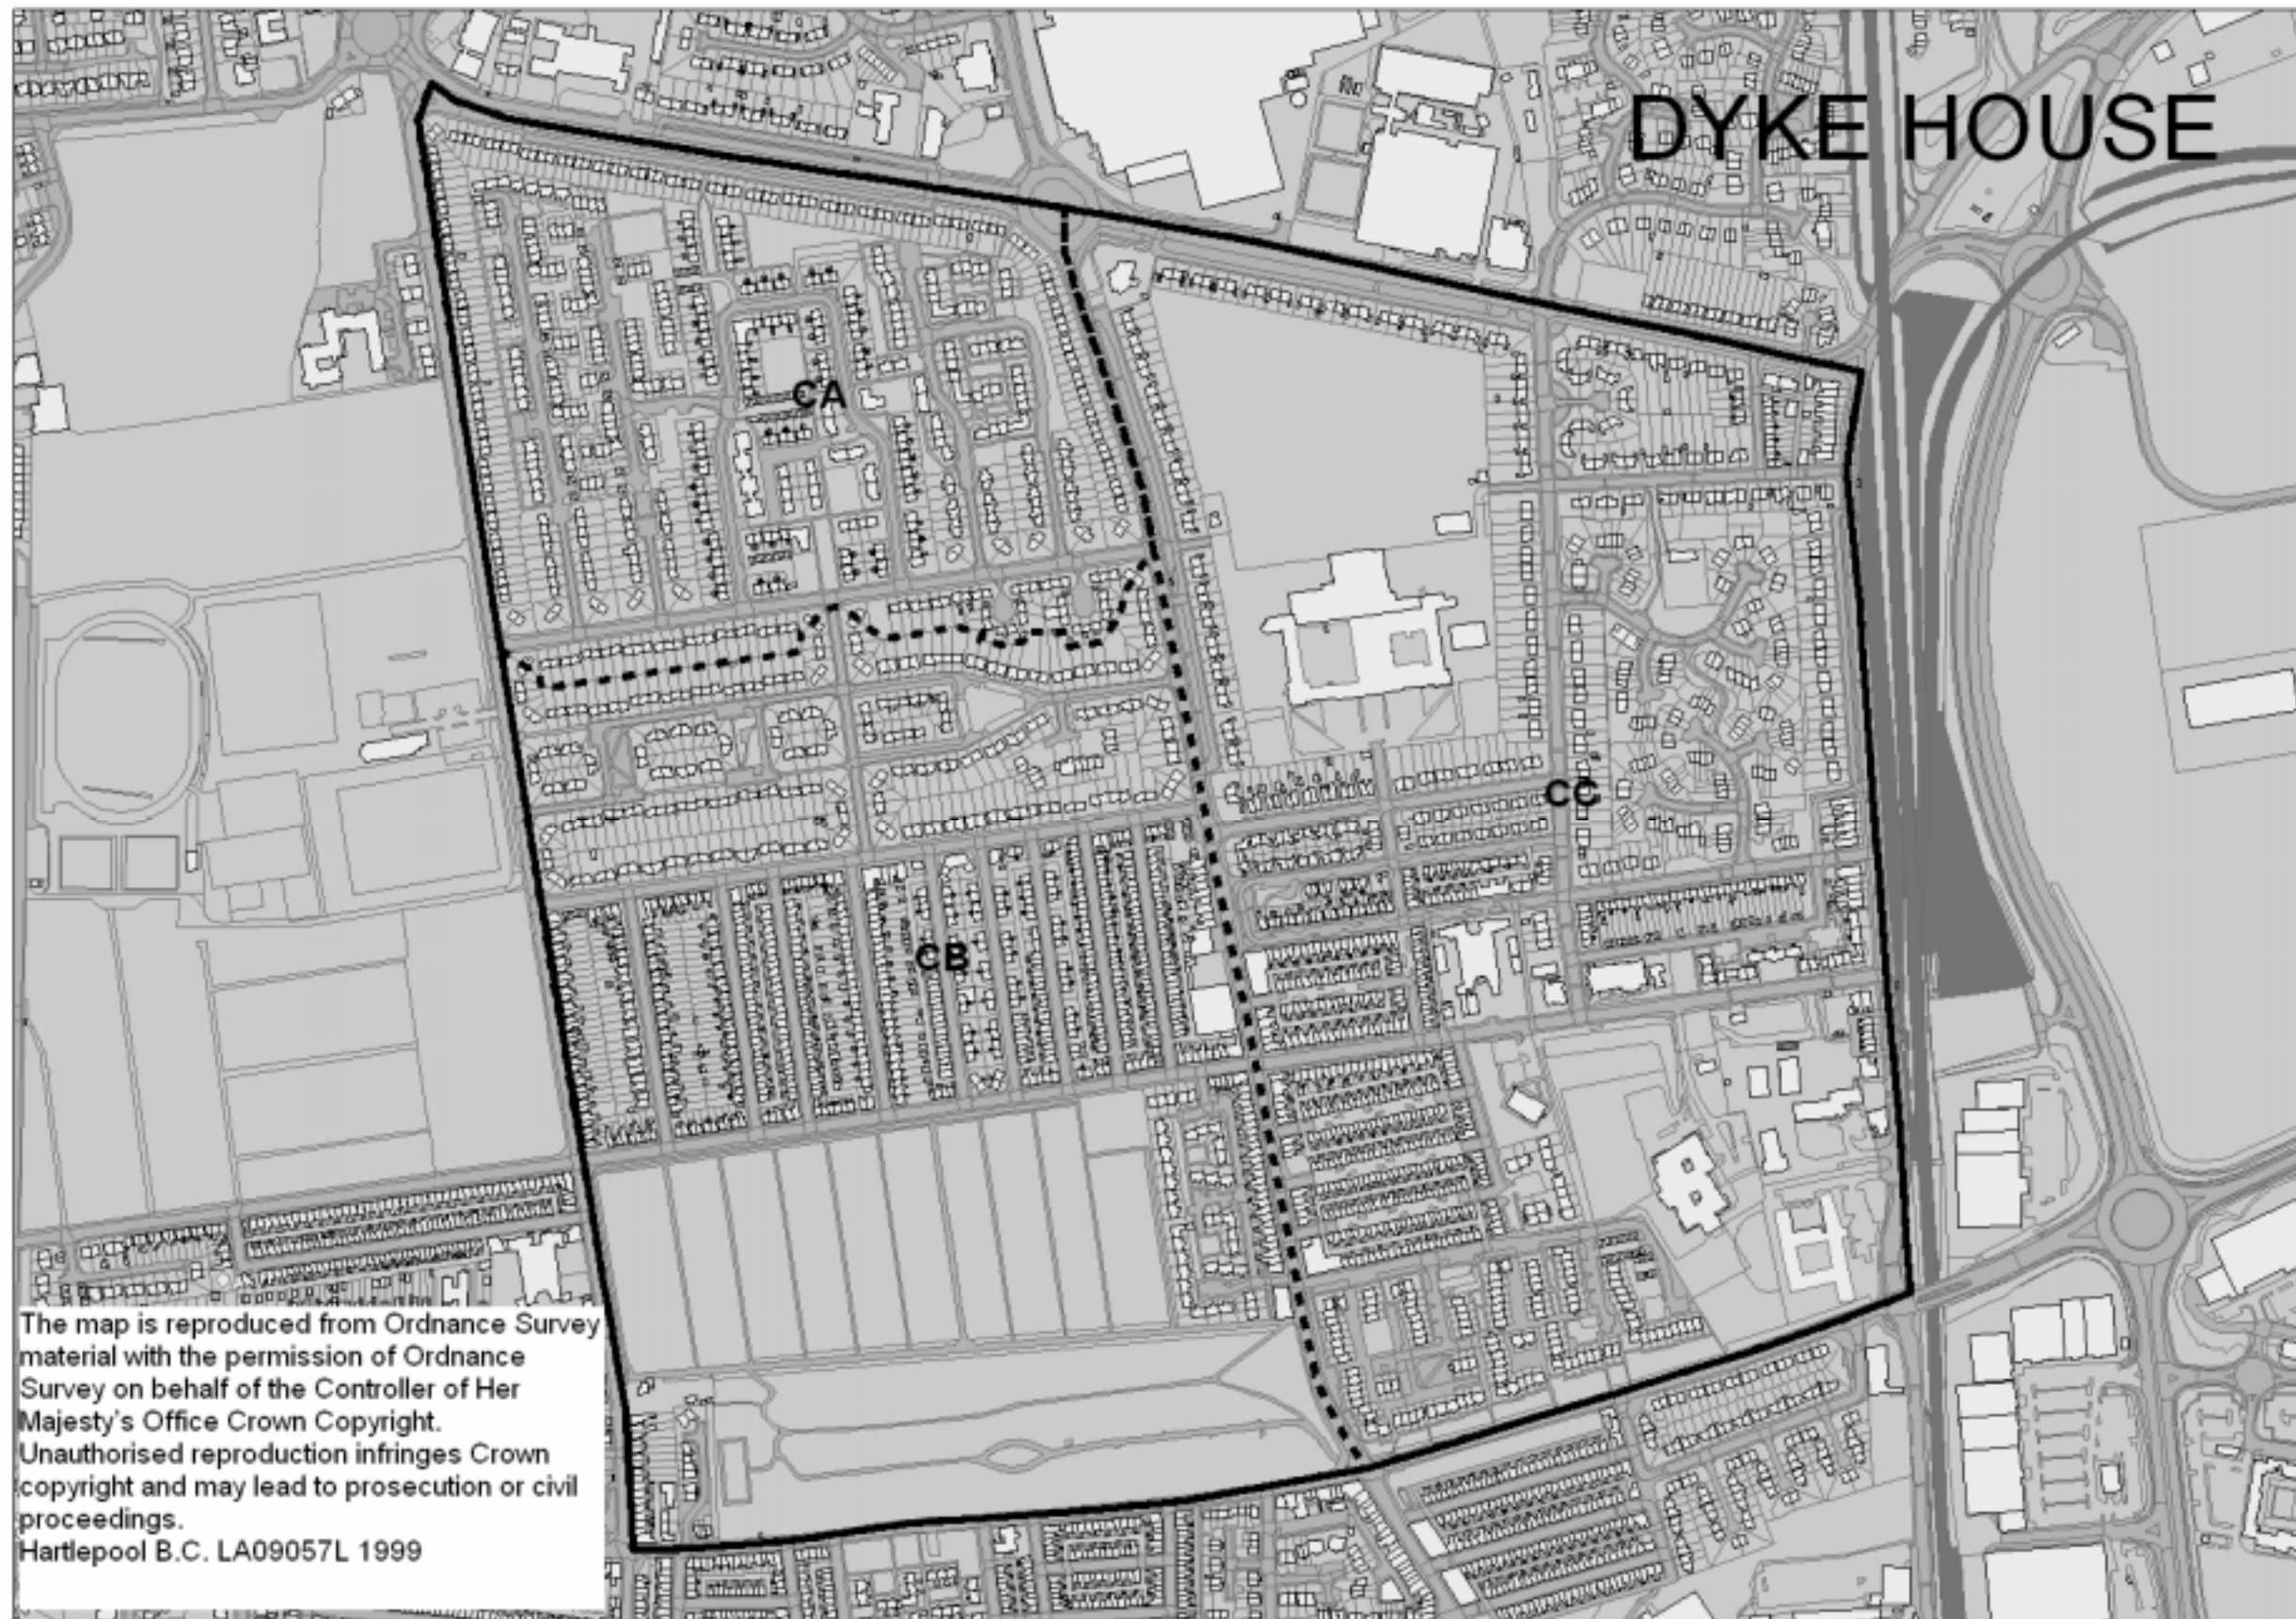 DYKE HOUSE
CA
CC
CB
The map is reproduced from Ordnance Survey
material with the permission of Ordnance
Survey on behalf of the Controller of Her
Majesty's Office Crown Copyright.
Unauthorised reproduction infringes Crown
copyright and may lead to prosecution or civil
proceedings.
Hartlepool B.C. LA09057L 1999